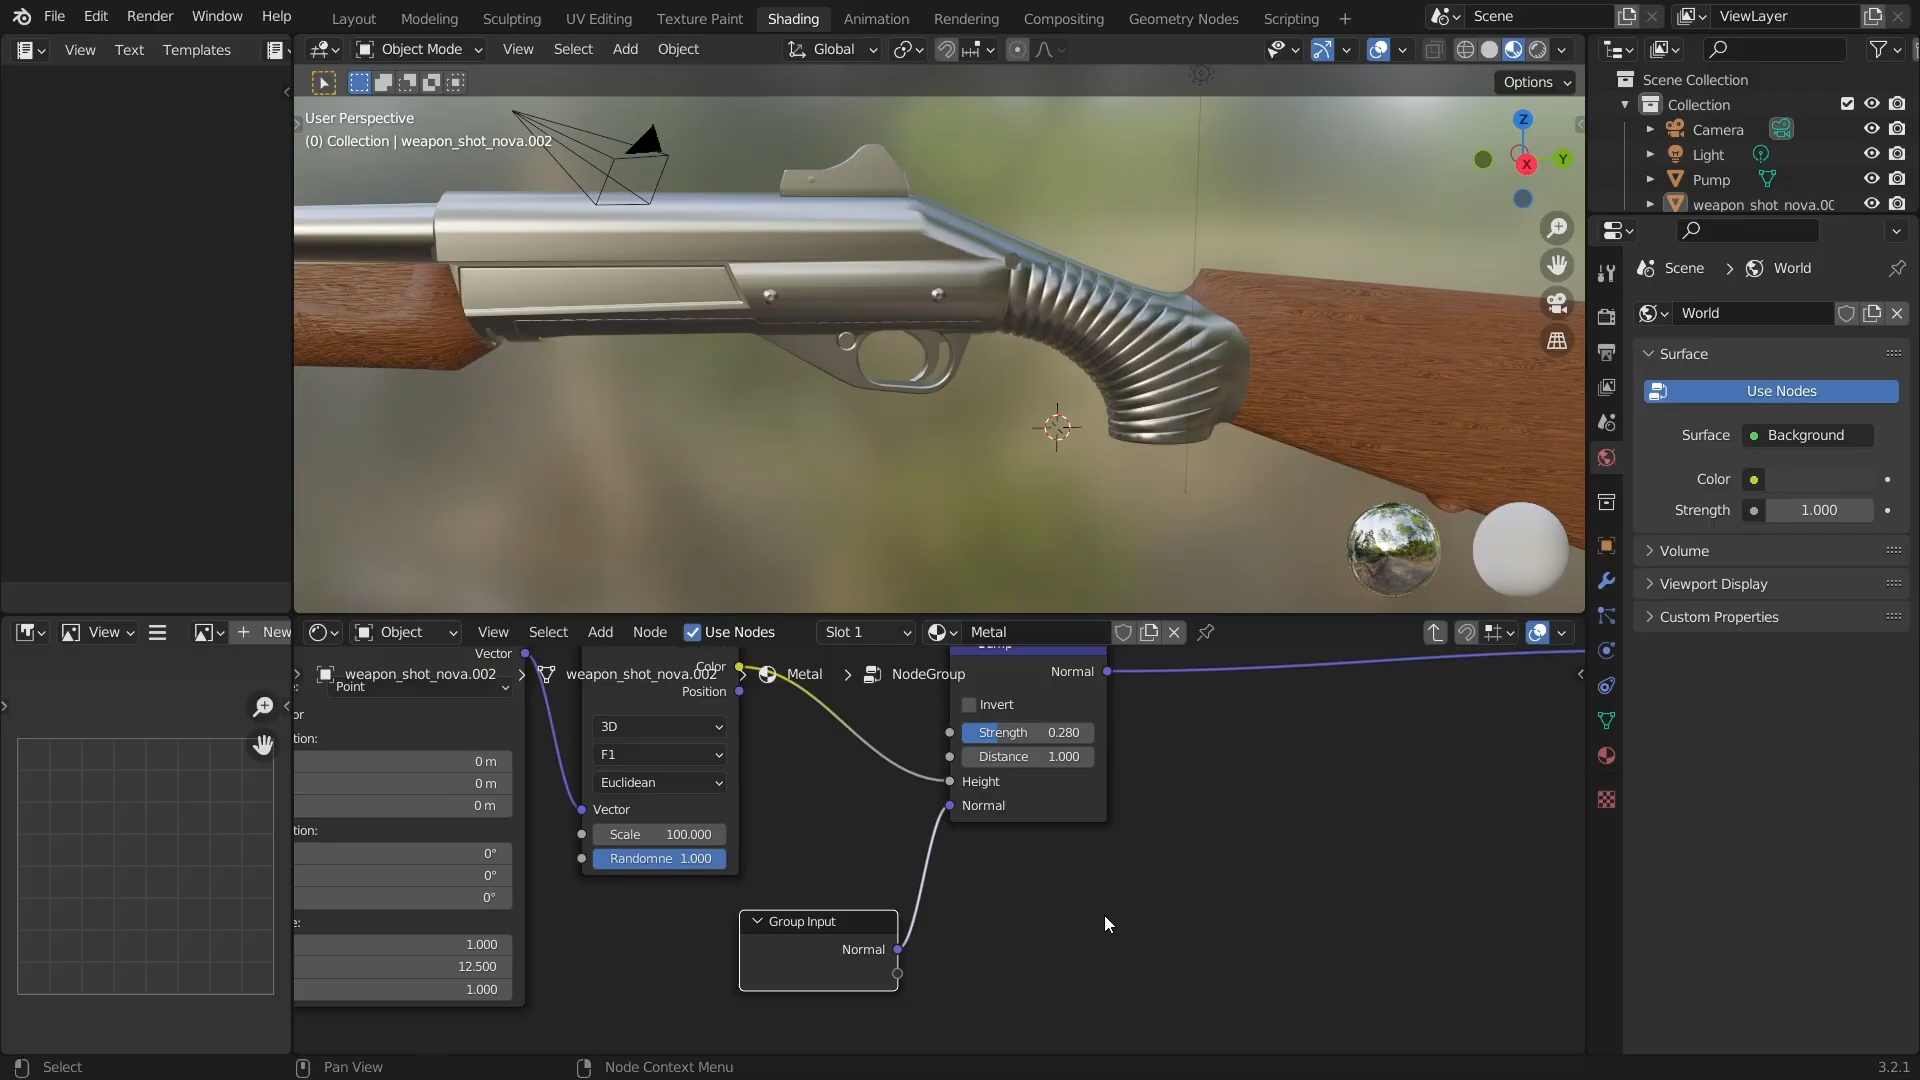 File Edit Render Window Help
Layout Modeling Sculpting UV Editing Texture Paint Shading Animation Rendering Compositing Geometry Nodes Scripting
Scene
ViewLayer
View Text Templates
Object Mode View Select Add Object
Global
Options
User Perspective
(0) Collection | weapon_shot_nova.002
Z
Y
X
Scene Collection
Collection
Camera
Light
Pump
weapon_shot_nova.00
Scene > World
World
Surface
Use Nodes
Surface Background
Color
Strength 1.000
Volume
Viewport Display
Custom Properties
View
New
Object View Select Add Node Use Nodes Slot 1 Metal
weapon_shot_nova.002 > weapon_shot_nova.002 > Metal > NodeGroup
Vector
Point
or
tion:
0 m
0 m
0 m
tion:
0°
0°
0°
e:
1.000
12.500
1.000
Color
Position
3D
F1
Euclidean
Vector
Scale 100.000
Randomne 1.000
Normal
Invert
Strength 0.280
Distance 1.000
Height
Normal
Group Input
Normal
Select
Pan View
Node Context Menu
3.2.1